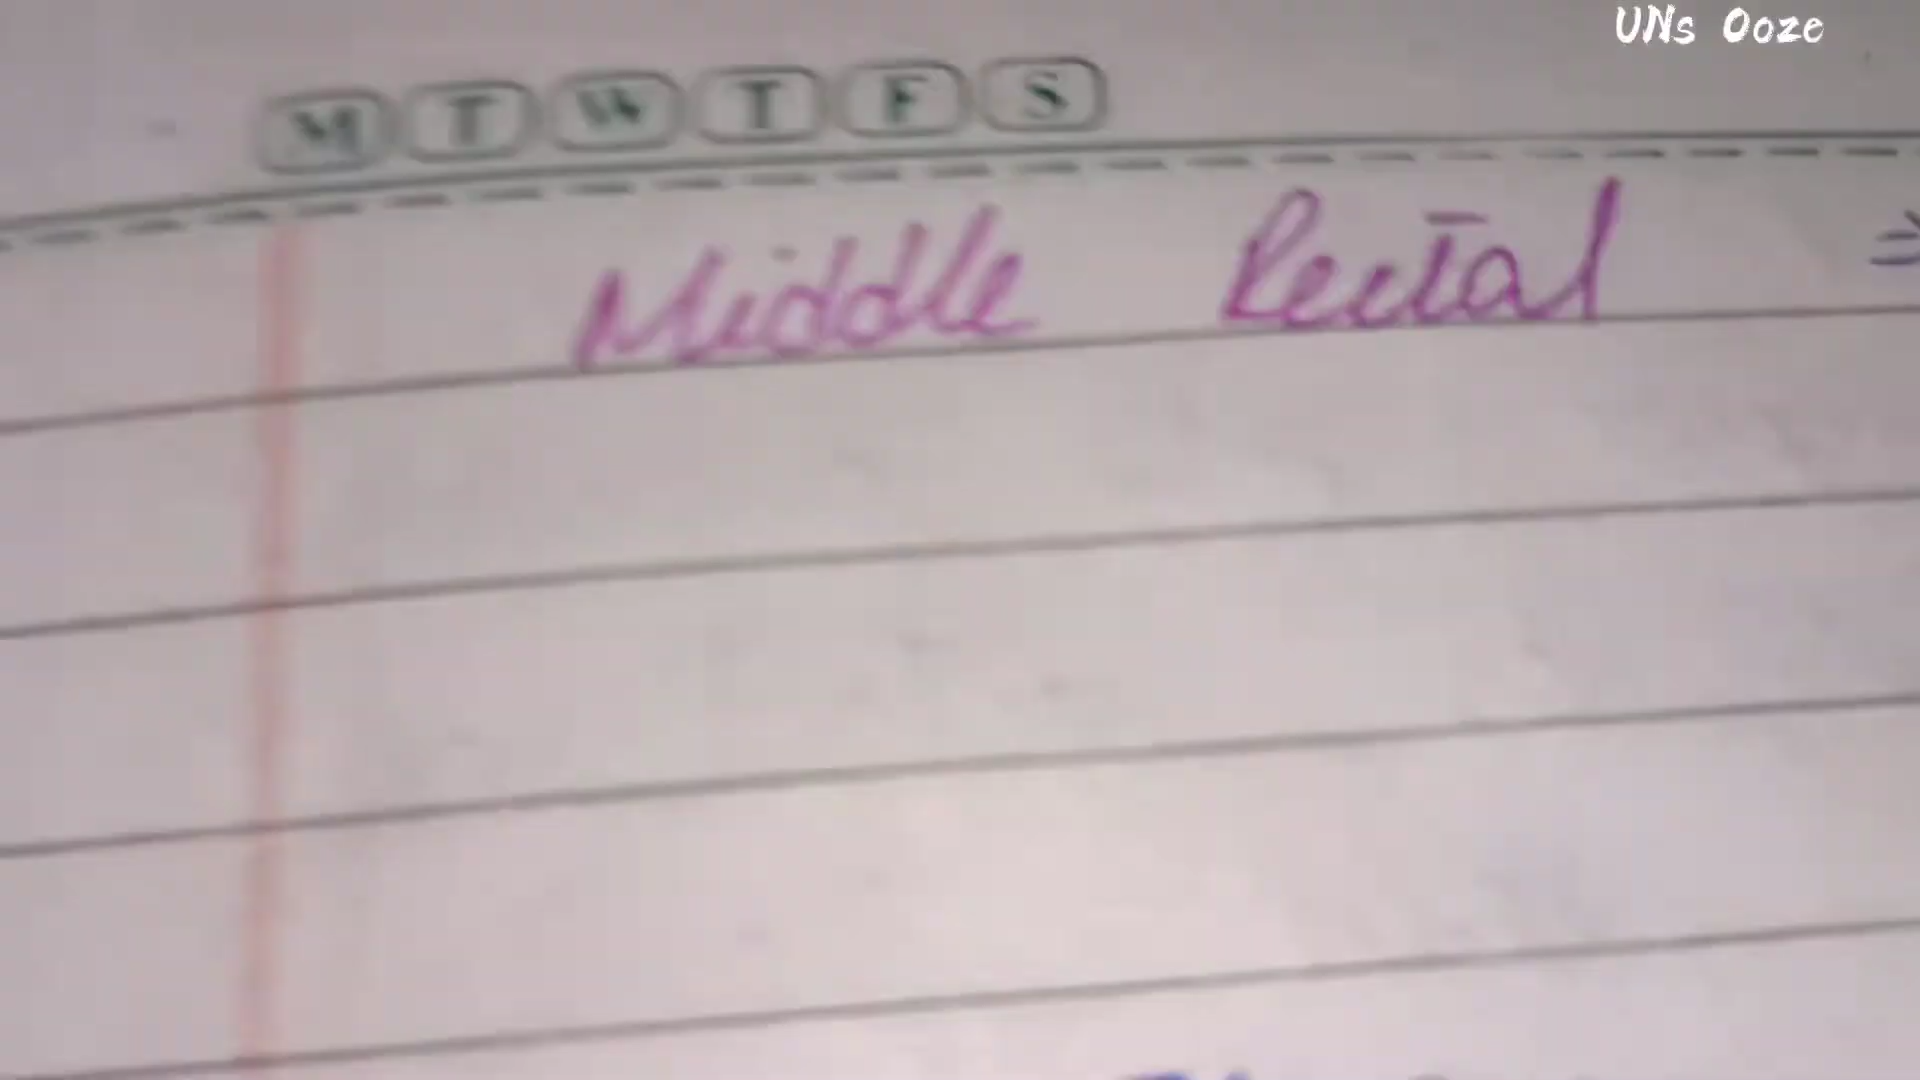 UNs Ooze
M T W T F S
Middle Rectal ⇒